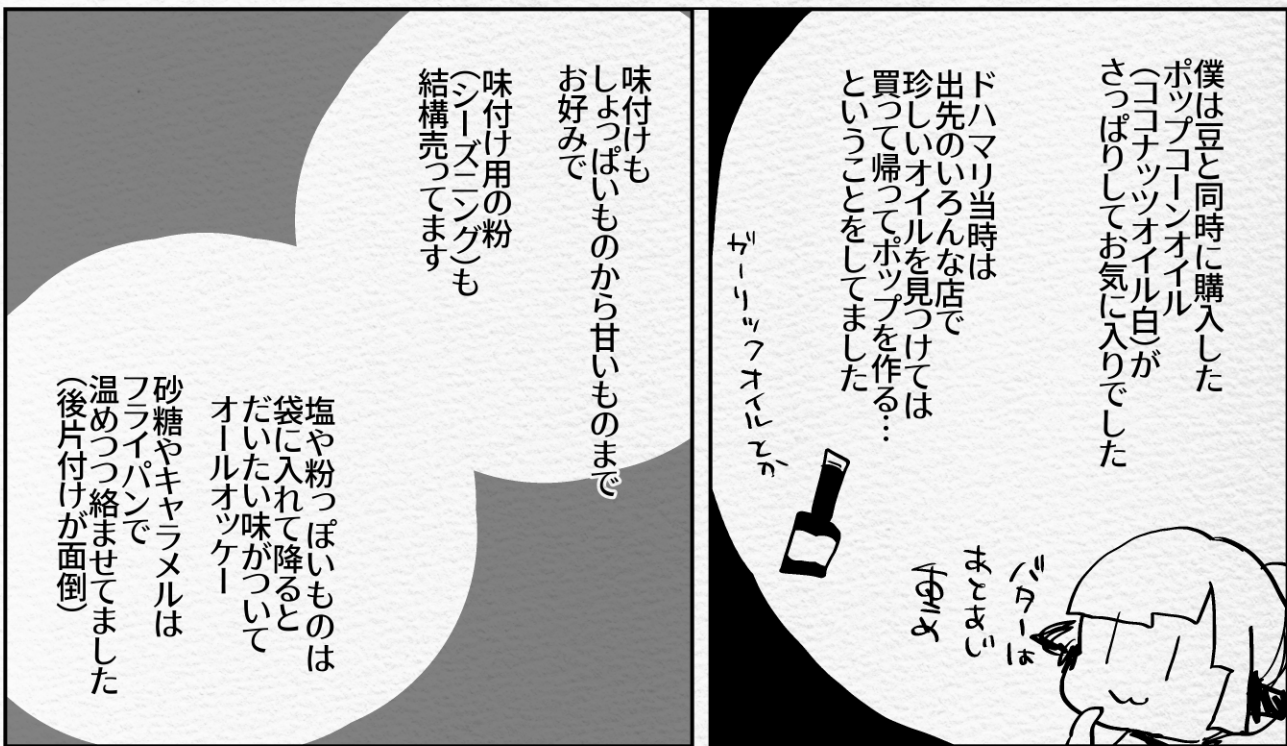 僕は豆と同時に購入した
ポップコーンオイル
（ココナッツオイル白）が
さっぱりしてお気に入りでした
ドハマリ当時は
出先のいろんな店で
珍しいオイルを見つけては
買って帰ってポップを作る…
ということをしてました
ガーリックオイルとか
バターは
あとあじ
重め
味付けも
しょっぱいものから甘いものまで
お好みで
味付け用の粉
（シーズニング）も
結構売ってます
塩や粉っぽいものは
袋に入れて降ると
だいたい味がついて
オールオッケー
砂糖やキャラメルは
フライパンで
温めつつ絡ませてました
（後片付けが面倒）